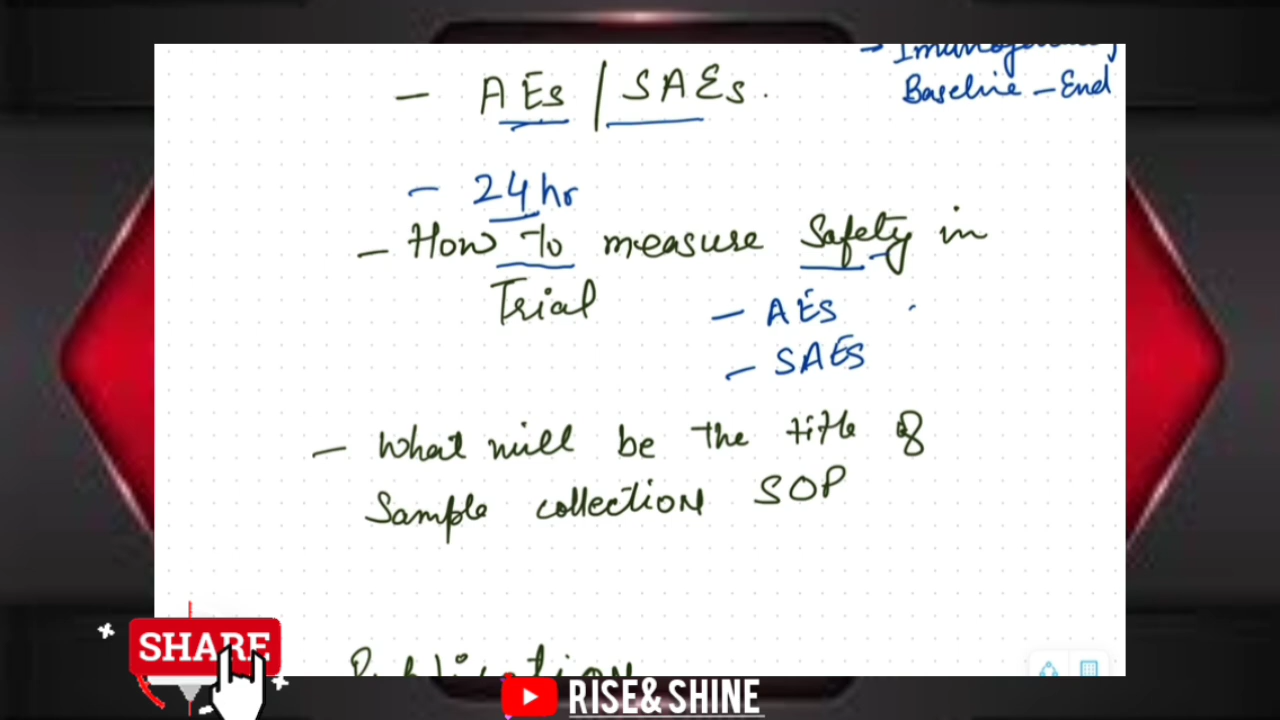 - AEs / SAEs.
Baseline - End
- 24 hr
- How to measure Safety in
Trial
- AEs
- SAEs
- What will be the title of
Sample collection SOP
SHARE
RISE& SHINE